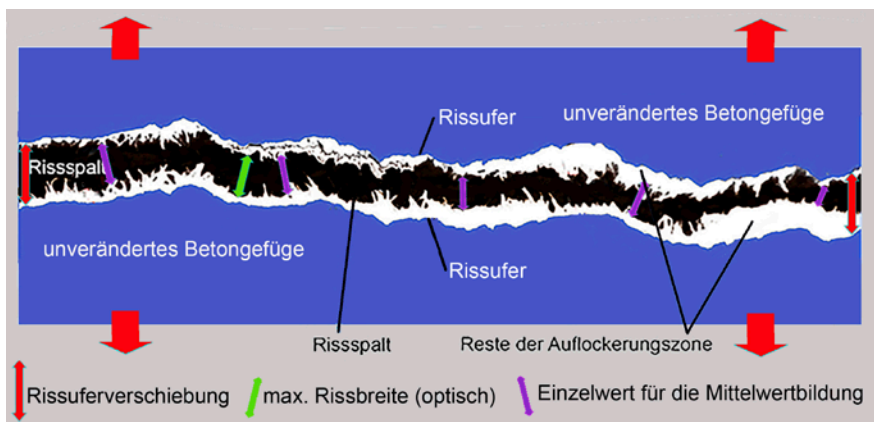 Rissufer
unverändertes Betongefüge
Rissspalt
unverändertes Betongefüge
Rissufer
Rissspalt
Reste der Auflockerungszone
Rissuferverschiebung
max. Rissbreite (optisch)
Einzelwert für die Mittelwertbildung